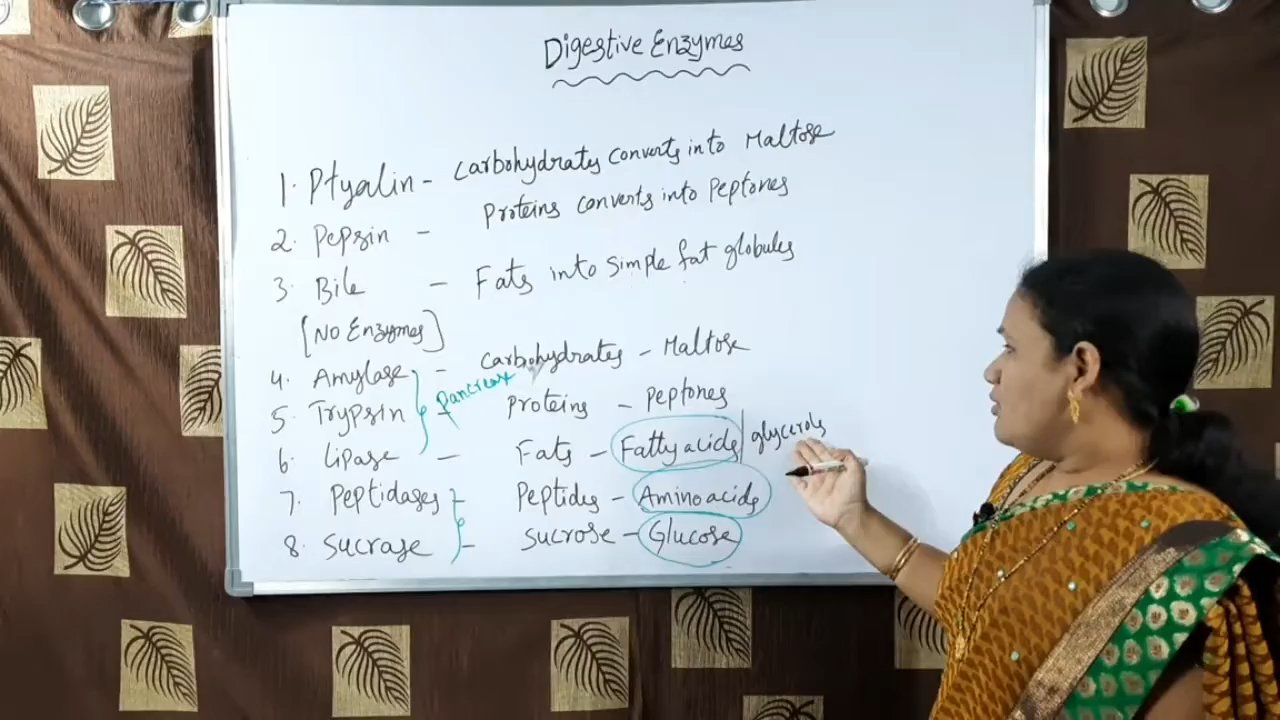 Digestive Enzymes
1. Ptyalin - Carbohydrates converts into Maltose
2. Pepsin - Proteins converts into Peptones
3. Bile - Fats into simple fat globules
[NO Enzymes]
4. Amylase - Carbohydrates - Maltose
Pancreas
5. Trypsin - Proteins - Peptones
6. Lipase - Fats - Fatty acids / glycerols
7. Peptidases - Peptides - Amino acids
8. Sucrase - Sucrose - Glucose